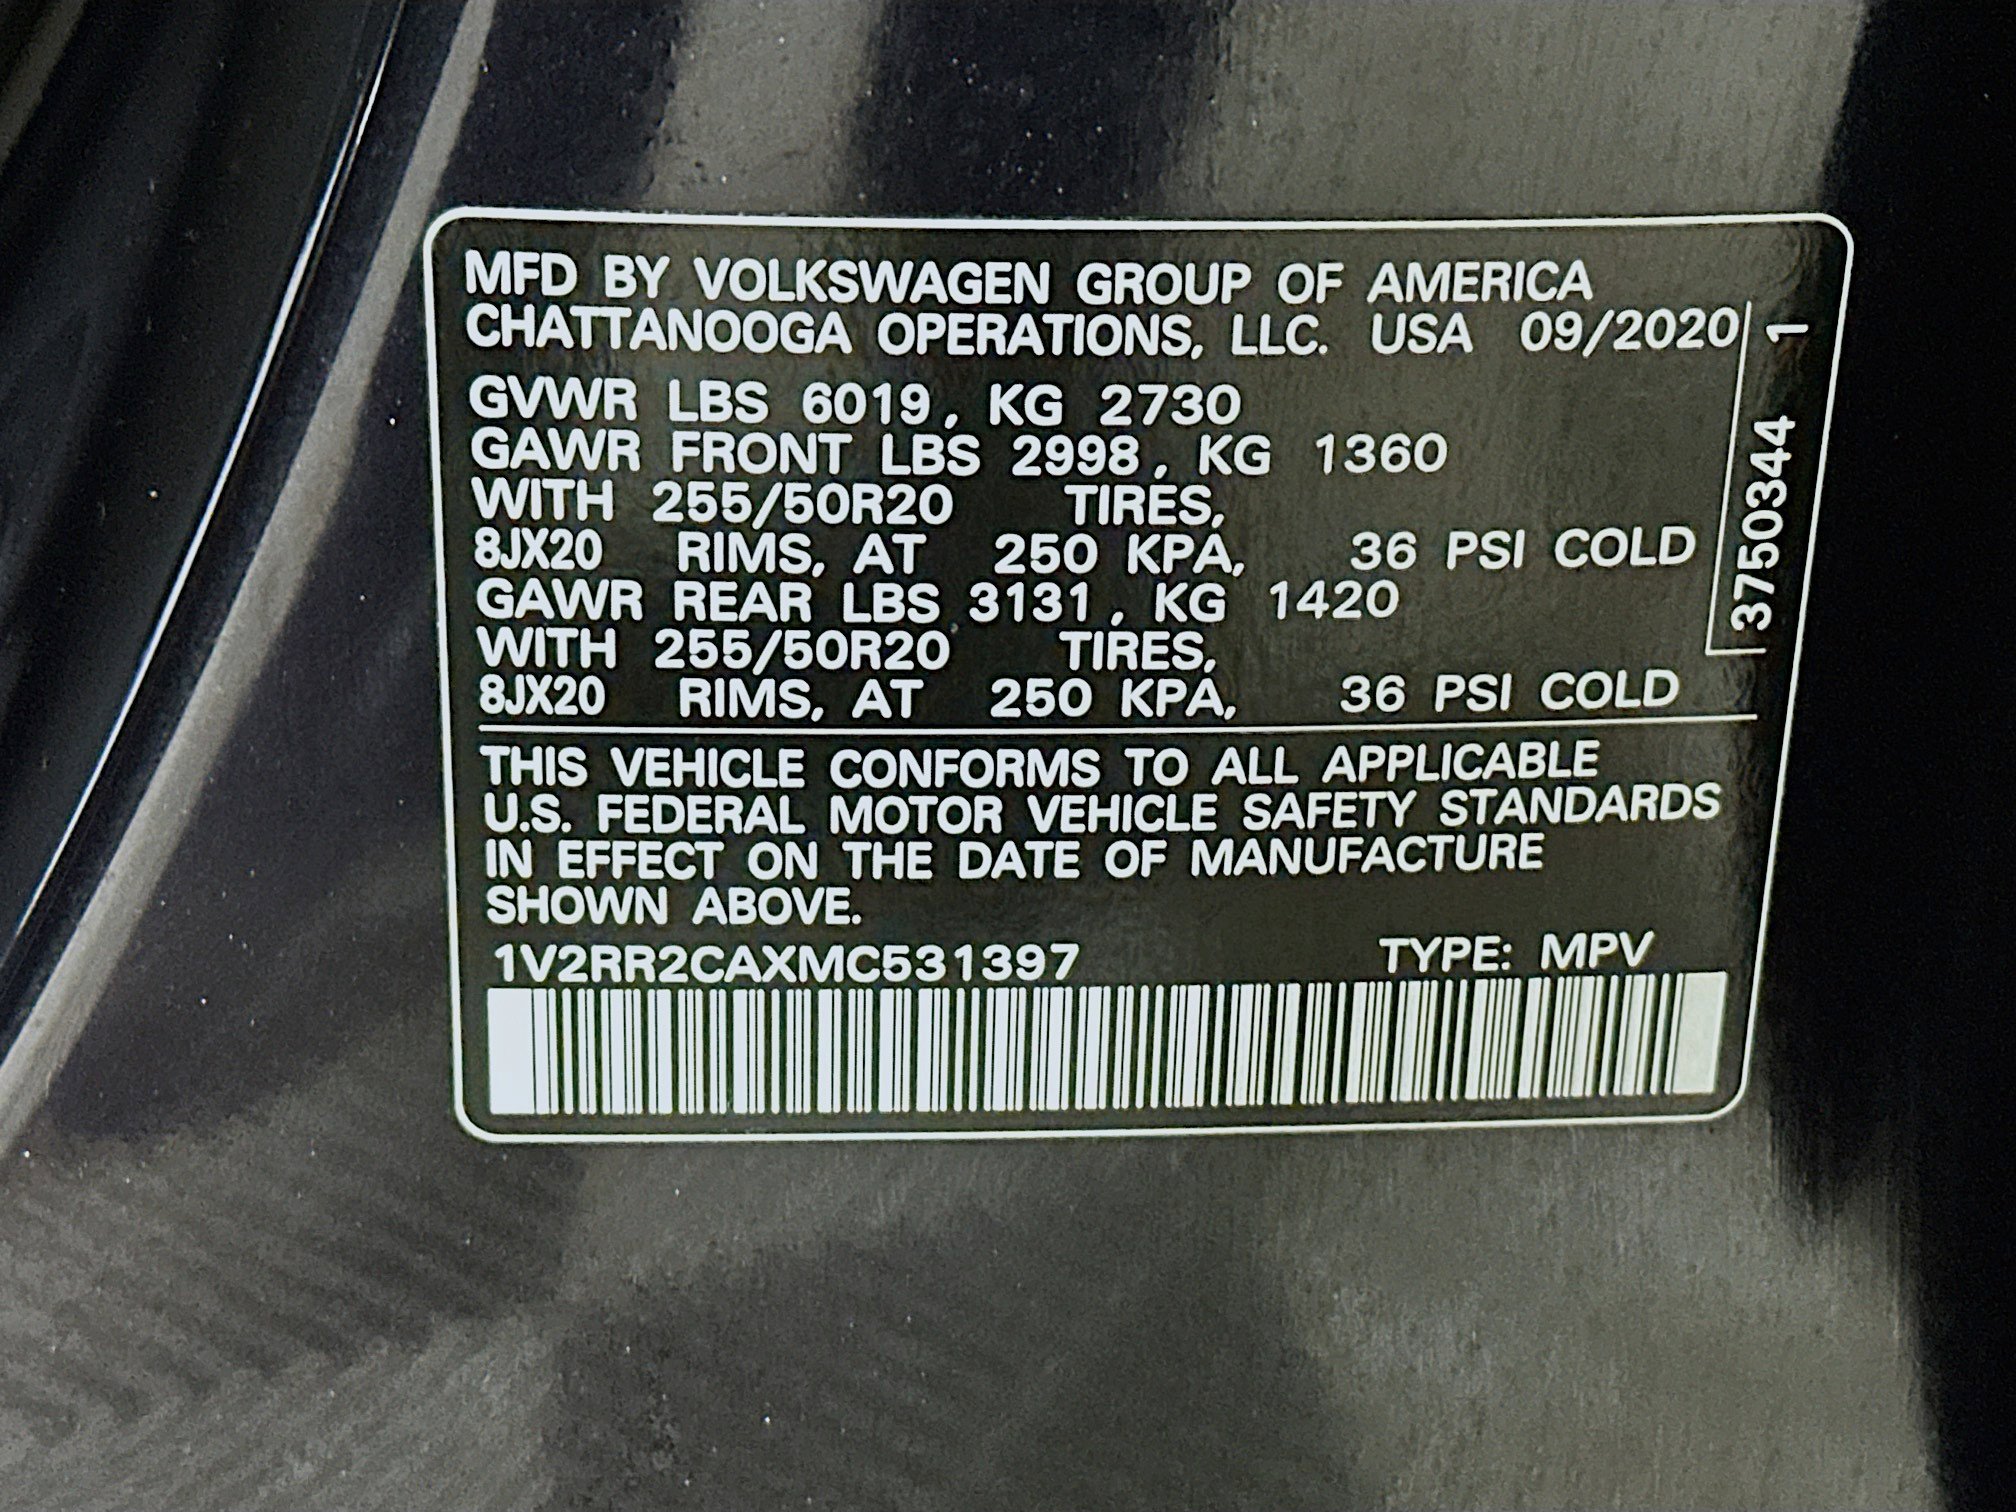 MFD BY VOLKSWAGEN GROUP OF AMERICA
CHATTANOOGA OPERATIONS, LLC. USA 09/2020
GVWR LBS 6019, KG 2730
GAWR FRONT LBS 2998, KG 1360
WITH 255/50R20 TIRES,
8JX20 RIMS, AT 250 KPA, 36 PSI COLD
GAWR REAR LBS 3131, KG 1420
WITH 255/50R20 TIRES,
8JX20 RIMS, AT 250 KPA, 36 PSI COLD
3750344 1
THIS VEHICLE CONFORMS TO ALL APPLICABLE
U.S. FEDERAL MOTOR VEHICLE SAFETY STANDARDS
IN EFFECT ON THE DATE OF MANUFACTURE
SHOWN ABOVE.
1V2RR2CAXMC531397 TYPE: MPV